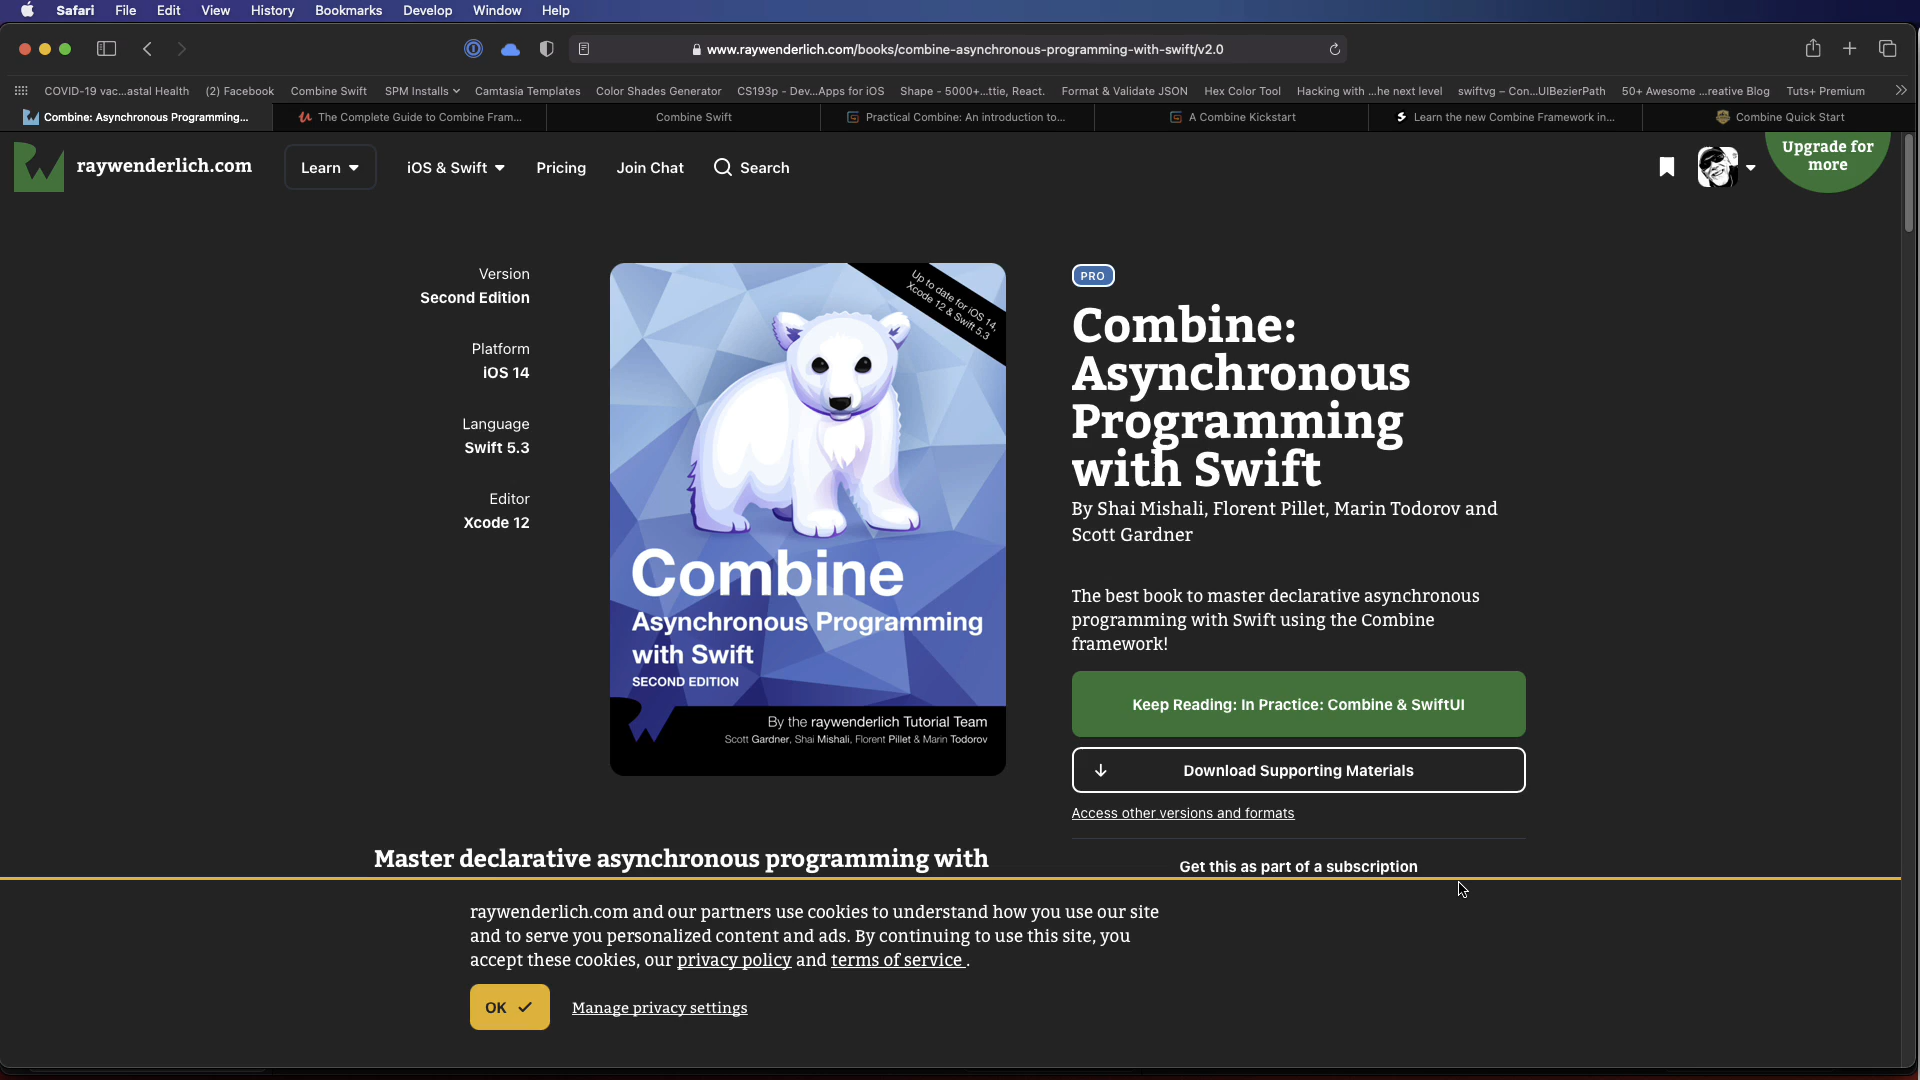 Safari File Edit View History Bookmarks Develop Window Help
www.raywenderlich.com/books/combine-asynchronous-programming-with-swift/v2.0
COVID-19 vac...astal Health (2) Facebook Combine Swift SPM Installs Camtasia Templates Color Shades Generator CS193p - Dev...Apps for iOS Shape - 5000+...ttie, React. Format & Validate JSON Hex Color Tool Hacking with ...he next level swiftvg – Con...UIBezierPath 50+ Awesome ...reative Blog Tuts+ Premium
Combine: Asynchronous Programming... The Complete Guide to Combine Fram... Combine Swift Practical Combine: An introduction to... A Combine Kickstart Learn the new Combine Framework in... Combine Quick Start
raywenderlich.com Learn iOS & Swift Pricing Join Chat Search
Upgrade for
more
Version
Second Edition
Platform
iOS 14
Language
Swift 5.3
Editor
Xcode 12
Up to date for iOS 14,
Xcode 12 & Swift 5.3
Combine
Asynchronous Programming
with Swift
SECOND EDITION
By the raywenderlich Tutorial Team
Scott Gardner, Shai Mishali, Florent Pillet & Marin Todorov
PRO
Combine:
Asynchronous
Programming
with Swift
By Shai Mishali, Florent Pillet, Marin Todorov and
Scott Gardner
The best book to master declarative asynchronous
programming with Swift using the Combine
framework!
Keep Reading: In Practice: Combine & SwiftUI
Download Supporting Materials
Access other versions and formats
Get this as part of a subscription
Master declarative asynchronous programming with
raywenderlich.com and our partners use cookies to understand how you use our site
and to serve you personalized content and ads. By continuing to use this site, you
accept these cookies, our privacy policy and terms of service .
OK Manage privacy settings